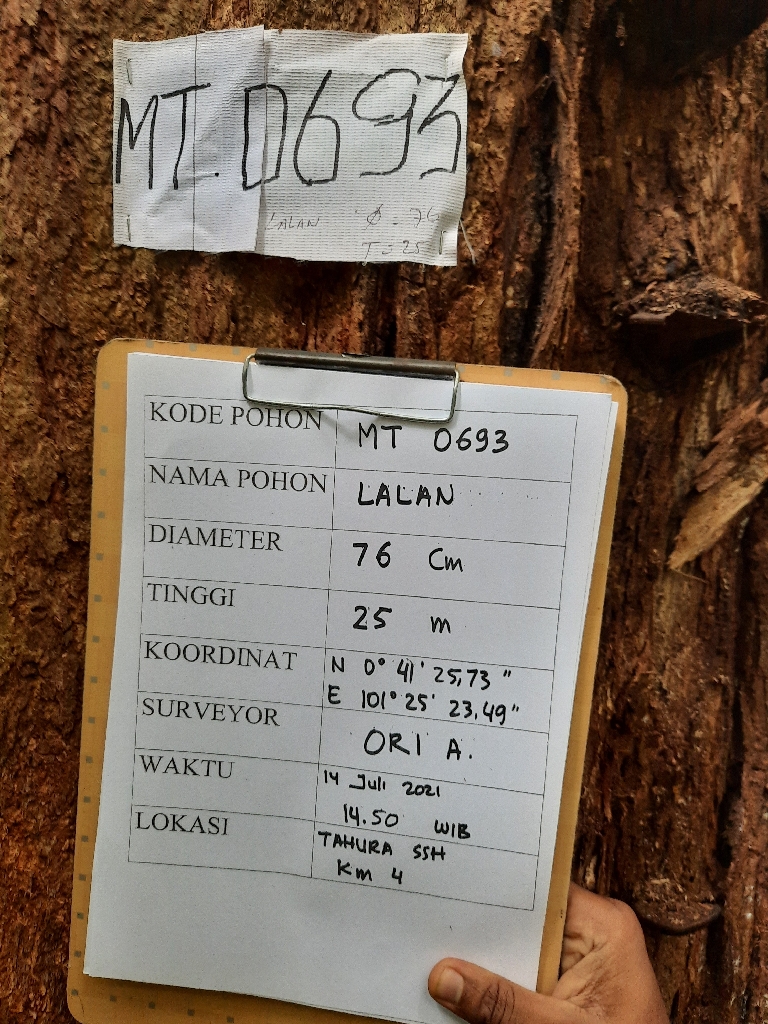 MT. 0693
LALAN Ø = 76
T = 25
KODE POHON MT 0693
NAMA POHON LALAN
DIAMETER 76 Cm
TINGGI 25 m
KOORDINAT N 0° 41' 25,73 "
E 101° 25' 23,49"
SURVEYOR ORI A.
WAKTU 14 Juli 2021
14.50 WIB
LOKASI TAHURA SSH
Km 4